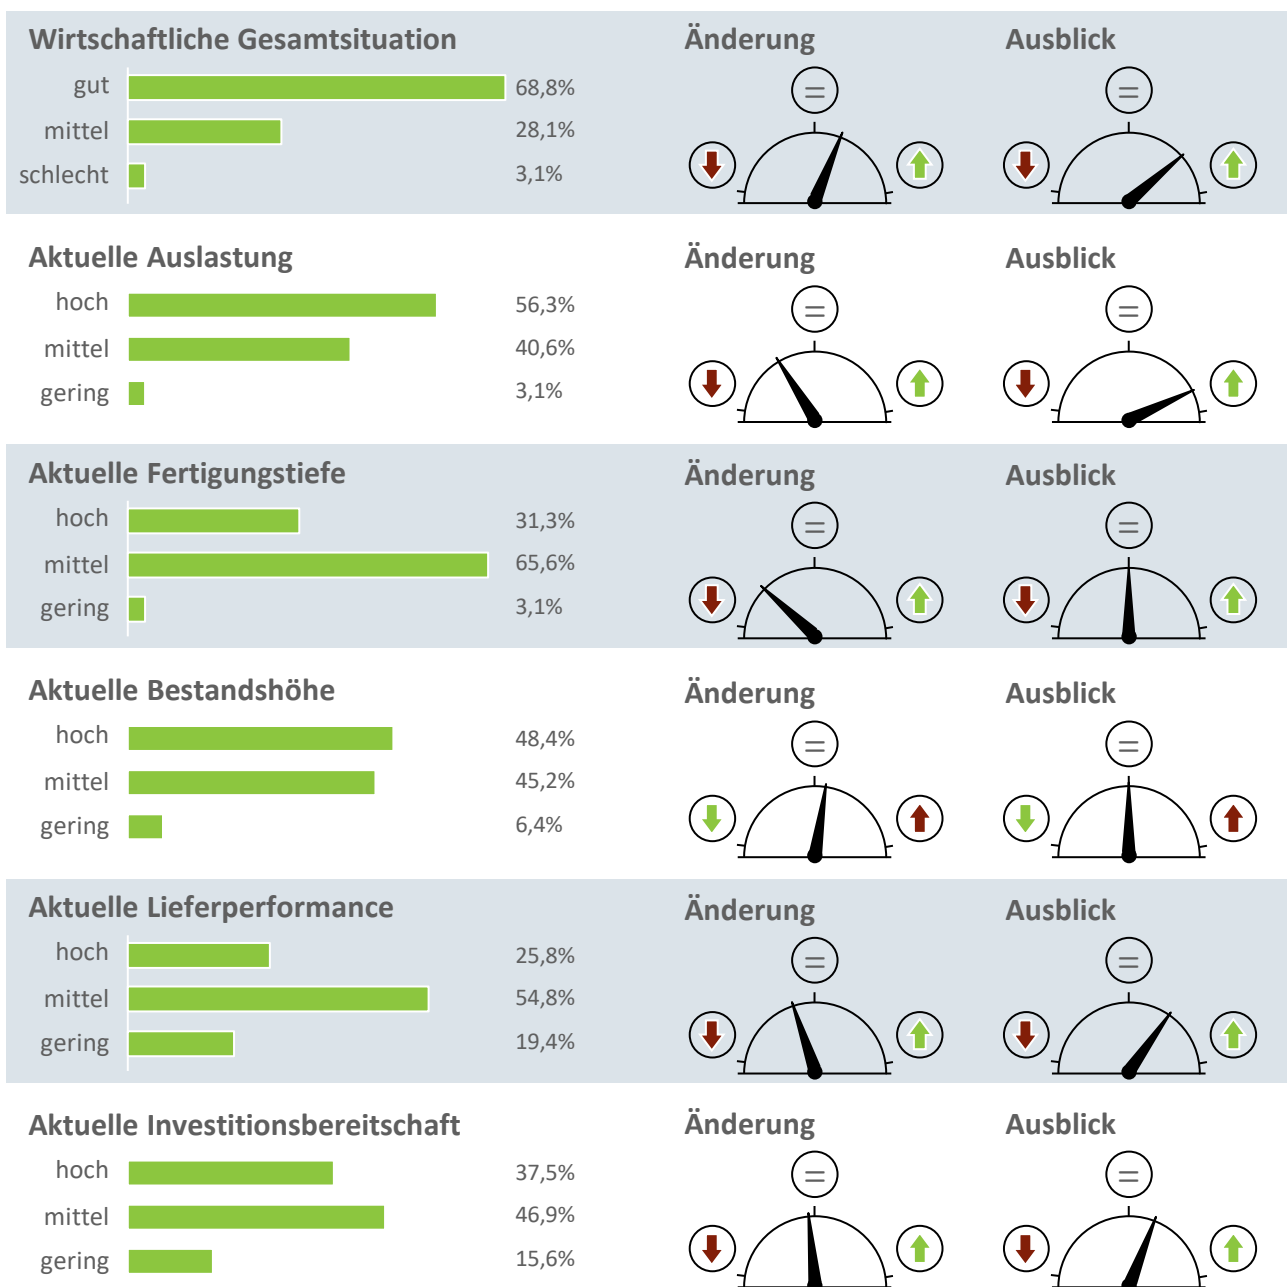 Wirtschaftliche Gesamtsituation Änderung Ausblick
gut 68,8%
mittel 28,1%
schlecht 3,1%
Aktuelle Auslastung Änderung Ausblick
hoch 56,3%
mittel 40,6%
gering 3,1%
Aktuelle Fertigungstiefe Änderung Ausblick
hoch 31,3%
mittel 65,6%
gering 3,1%
Aktuelle Bestandshöhe Änderung Ausblick
hoch 48,4%
mittel 45,2%
gering 6,4%
Aktuelle Lieferperformance Änderung Ausblick
hoch 25,8%
mittel 54,8%
gering 19,4%
Aktuelle Investitionsbereitschaft Änderung Ausblick
hoch 37,5%
mittel 46,9%
gering 15,6%